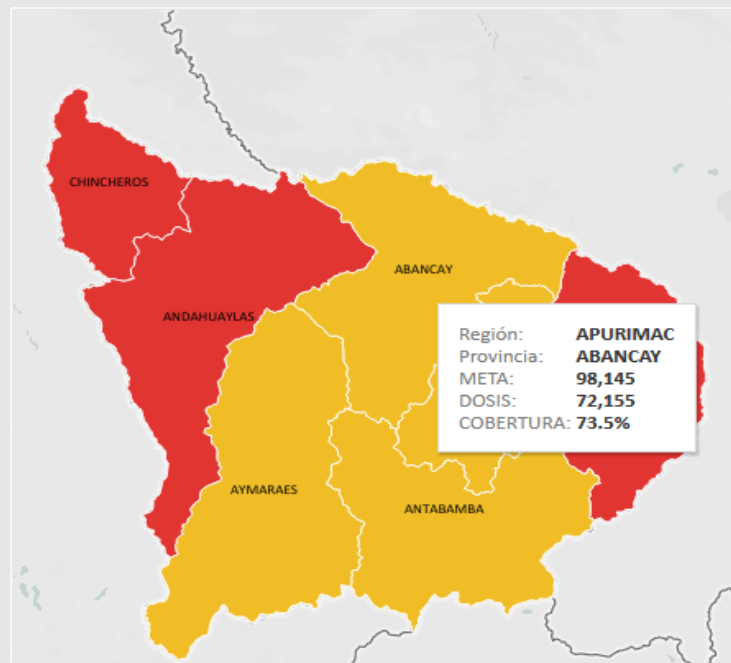 CHINCHEROS
ABANCAY
ANDAHUAYLAS
Región: APURIMAC
Provincia: ABANCAY
META: 98,145
DOSIS: 72,155
COBERTURA: 73.5%
AYMARAES
ANTABAMBA